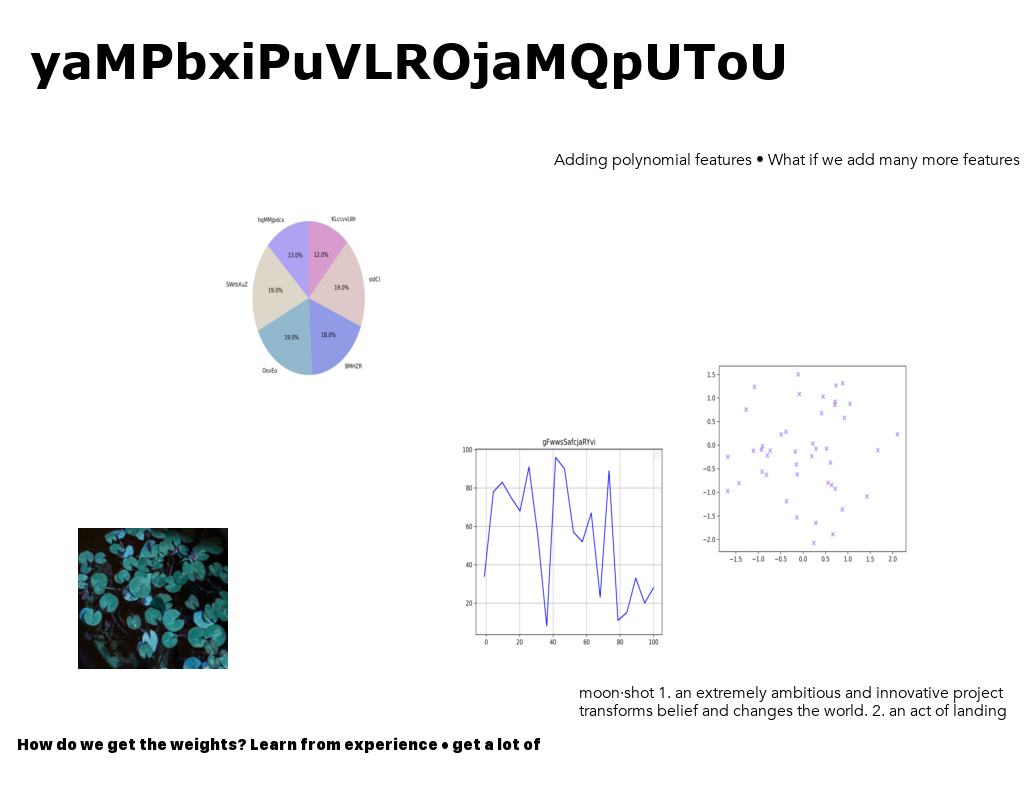 yaMPbxiPuVLROjaMQpUToU
Adding polynomial features • What if we add many more features
hqMMjpdcx
KLccvvLWr
13.0%
12.0%
SWrbXuZ
19.0%
19.0%
sidCl
19.0%
18.0%
OovEo
BMHZR
1.5
1.0
0.5
0.0
−0.5
−1.0
−1.5
−2.0
−1.5 −1.0 −0.5 0.0 0.5 1.0 1.5 2.0
gFwwsSafcjaRYvi
100
80
60
40
20
0 20 40 60 80 100
moon·shot 1. an extremely ambitious and innovative project
transforms belief and changes the world. 2. an act of landing
How do we get the weights? Learn from experience • get a lot of